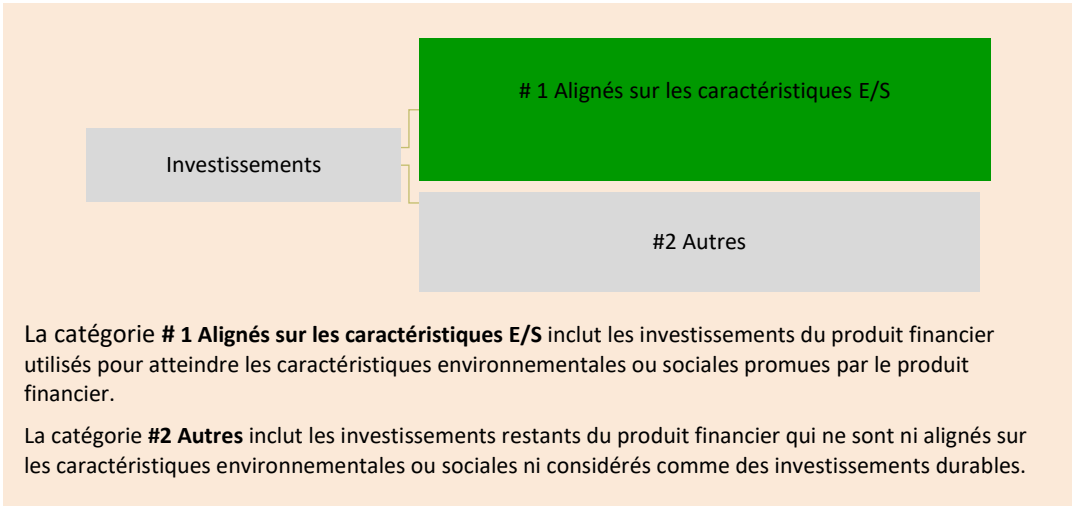 # 1 Alignés sur les caractéristiques E/S
Investissements
#2 Autres
La catégorie # 1 Alignés sur les caractéristiques E/S inclut les investissements du produit financier
utilisés pour atteindre les caractéristiques environnementales ou sociales promues par le produit
financier.
La catégorie #2 Autres inclut les investissements restants du produit financier qui ne sont ni alignés sur
les caractéristiques environnementales ou sociales ni considérés comme des investissements durables.